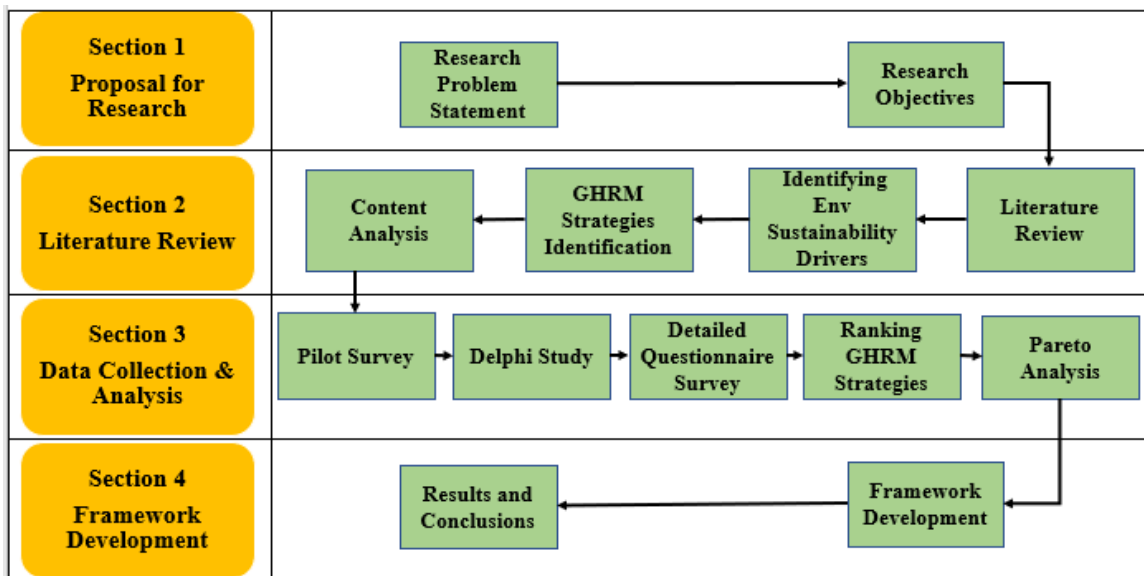 Section 1
Proposal for
Research
Research
Problem
Statement
Research
Objectives
Section 2
Literature Review
Content
Analysis
GHRM
Strategies
Identification
Identifying
Env
Sustainability
Drivers
Literature
Review
Section 3
Data Collection &
Analysis
Pilot Survey
Delphi Study
Detailed
Questionnaire
Survey
Ranking
GHRM
Strategies
Pareto
Analysis
Section 4
Framework
Development
Results and
Conclusions
Framework
Development